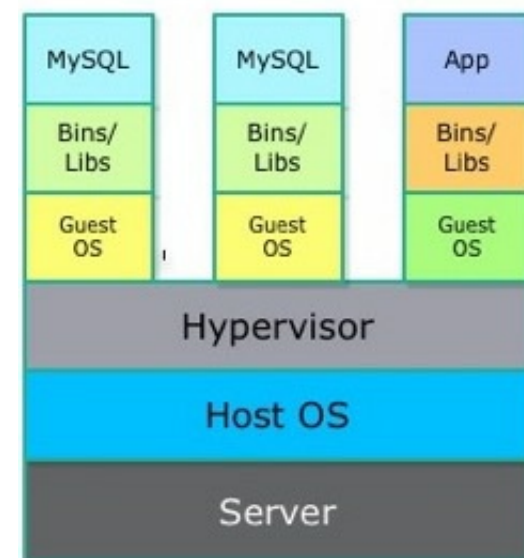 MySQL MySQL App
Bins/ Bins/ Bins/
Libs Libs Libs
Guest Guest Guest
OS OS OS
Hypervisor
Host OS
Server